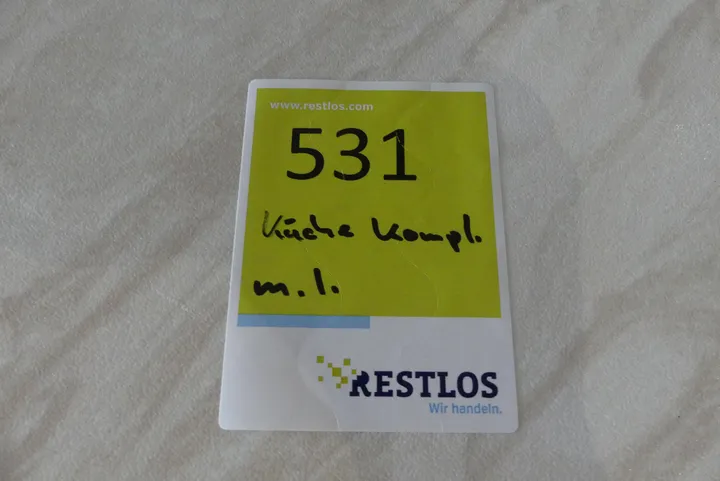 www.restlos.com
531
Küche kompl.
m. I.
RESTLOS
Wir handeln.